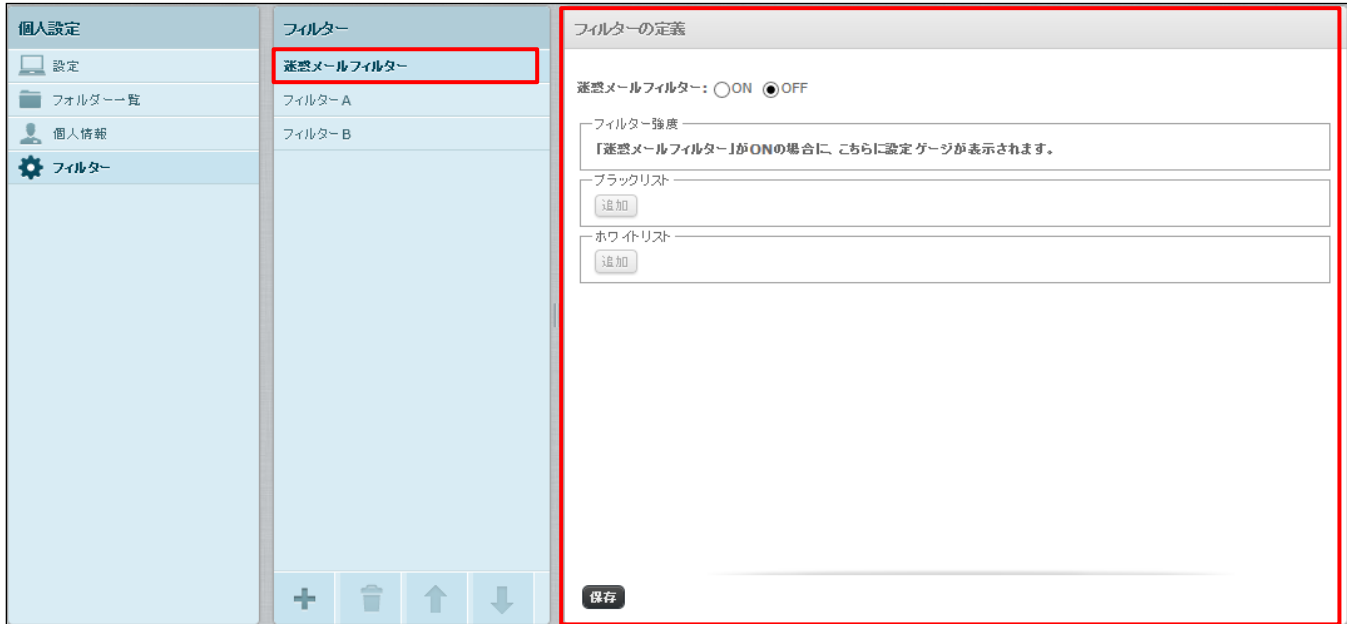 個人設定
設定
フォルダー一覧
個人情報
フィルター
フィルター
迷惑メールフィルター
フィルターA
フィルターB
フィルターの定義
迷惑メールフィルター: ON OFF
フィルター強度
「迷惑メールフィルター」がONの場合に、こちらに設定ゲージが表示されます。
ブラックリスト
追加
ホワイトリスト
追加
保存